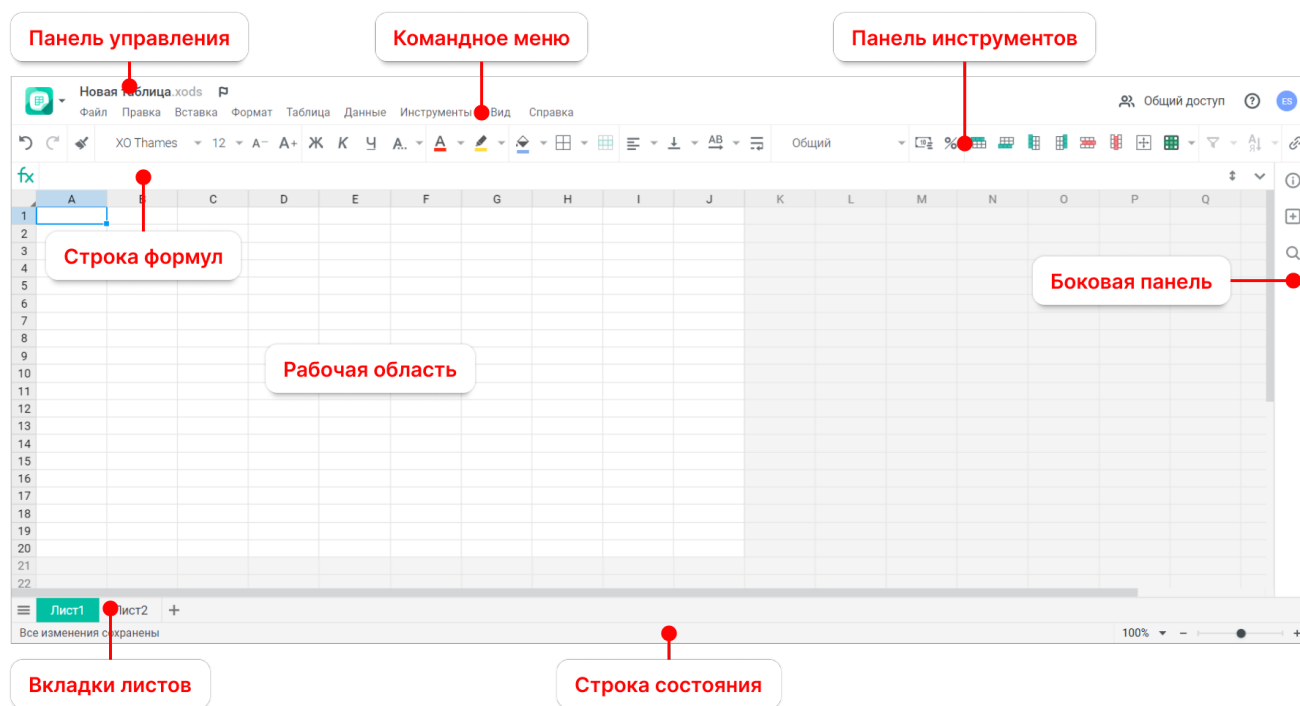 Панель управления
Командное меню
Панель инструментов
Новая таблица.xods
Файл Правка Вставка Формат Таблица Данные Инструменты Вид Справка
Общий доступ ? ES
XO Thames 12 A− A+ Ж К Ч А.. А АВ Общий %
fx
A B C D E F G H I J K L M N O P Q
1
2
3
Строка формул
4
5
Боковая панель
6
7
8
9
Рабочая область
10
11
12
13
14
15
16
17
18
19
20
21
22
Лист1 Лист2 +
Все изменения сохранены
100% − +
Вкладки листов
Строка состояния